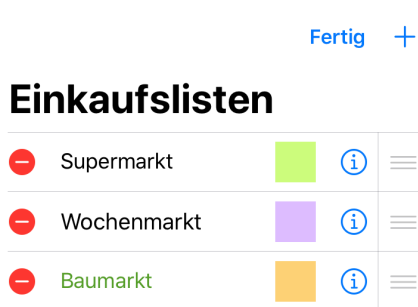 Fertig +
Einkaufslisten
Supermarkt
Wochenmarkt
Baumarkt